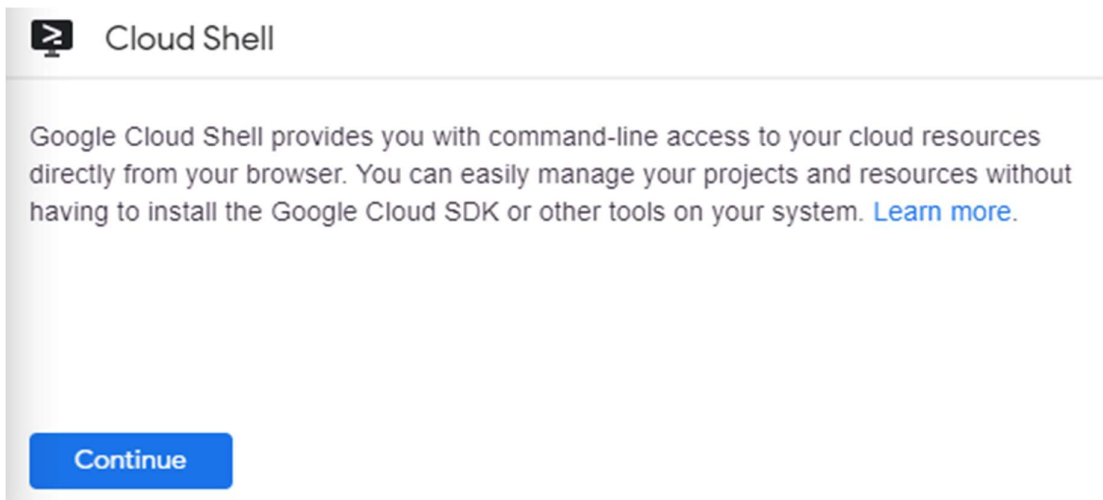 Cloud Shell
Google Cloud Shell provides you with command-line access to your cloud resources
directly from your browser. You can easily manage your projects and resources without
having to install the Google Cloud SDK or other tools on your system. Learn more.
Continue